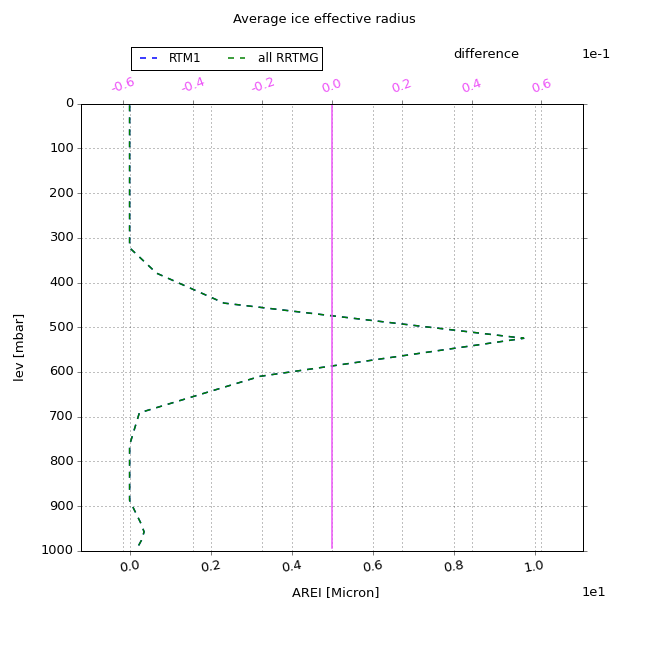 Average ice effective radius
RTM1 all RRTMG difference 1e-1
-0.6 -0.4 -0.2 0.0 0.2 0.4 0.6
0
100
200
300
400
500
600
700
800
900
1000
lev [mbar]
0.0 0.2 0.4 0.6 0.8 1.0
AREI [Micron] 1e1